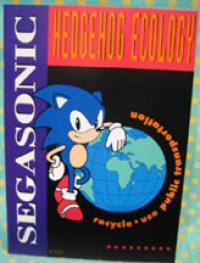 HEDGEHOG ECOLOGY
SEGASONIC
recycle • use public transportation